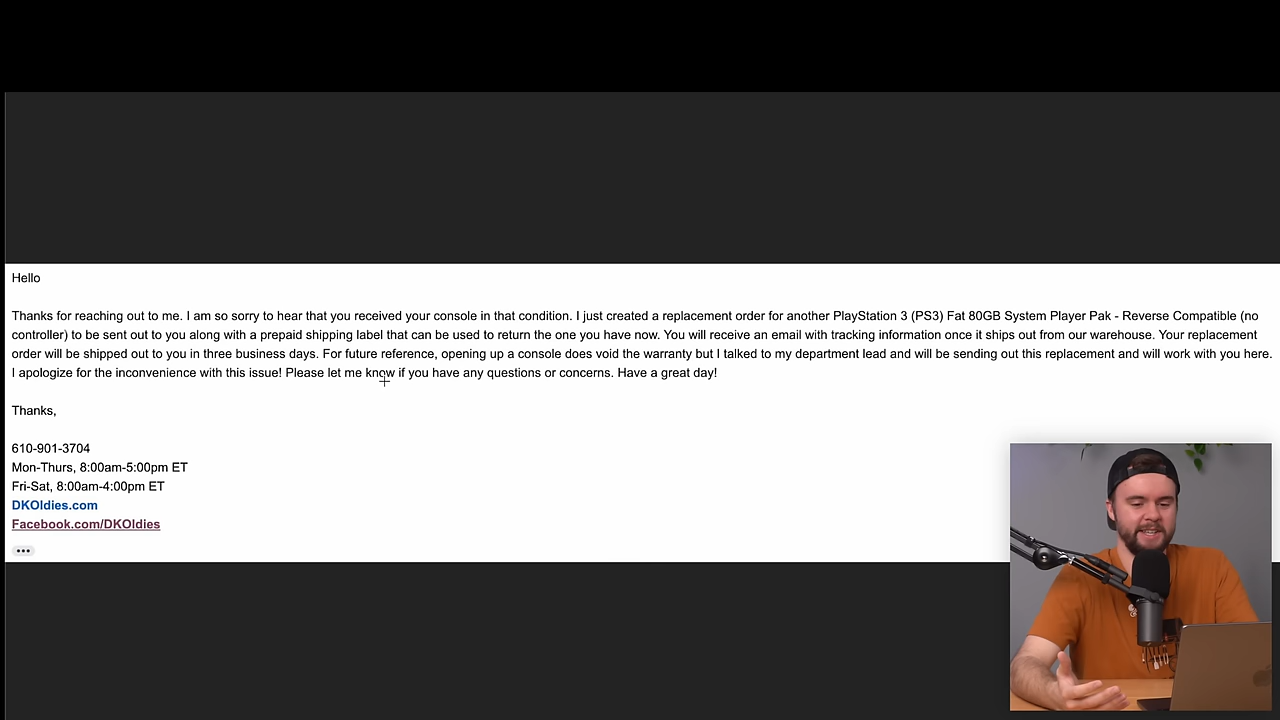 Hello
Thanks for reaching out to me. I am so sorry to hear that you received your console in that condition. I just created a replacement order for another PlayStation 3 (PS3) Fat 80GB System Player Pak - Reverse Compatible (no
controller) to be sent out to you along with a prepaid shipping label that can be used to return the one you have now. You will receive an email with tracking information once it ships out from our warehouse. Your replacement
order will be shipped out to you in three business days. For future reference, opening up a console does void the warranty but I talked to my department lead and will be sending out this replacement and will work with you here.
I apologize for the inconvenience with this issue! Please let me know if you have any questions or concerns. Have a great day!
Thanks,
610-901-3704
Mon-Thurs, 8:00am-5:00pm ET
Fri-Sat, 8:00am-4:00pm ET
DKOldies.com
Facebook.com/DKOldies